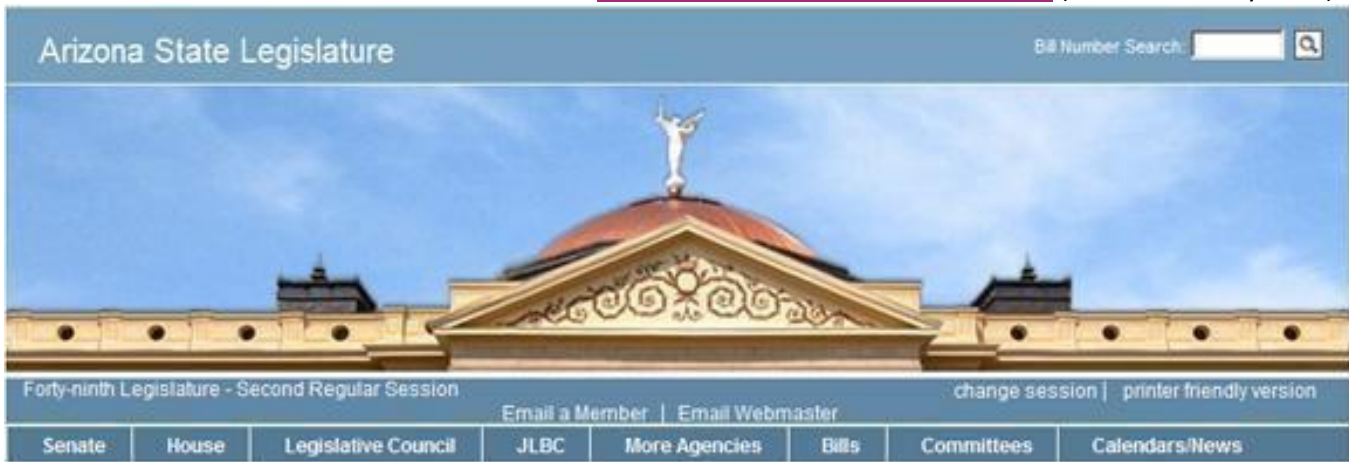 Arizona State Legislature
Bill Number Search:
Forty-ninth Legislature - Second Regular Session
change session | printer friendly version
Email a Member | Email Webmaster
Senate House Legislative Council JLBC More Agencies Bills Committees Calendars/News